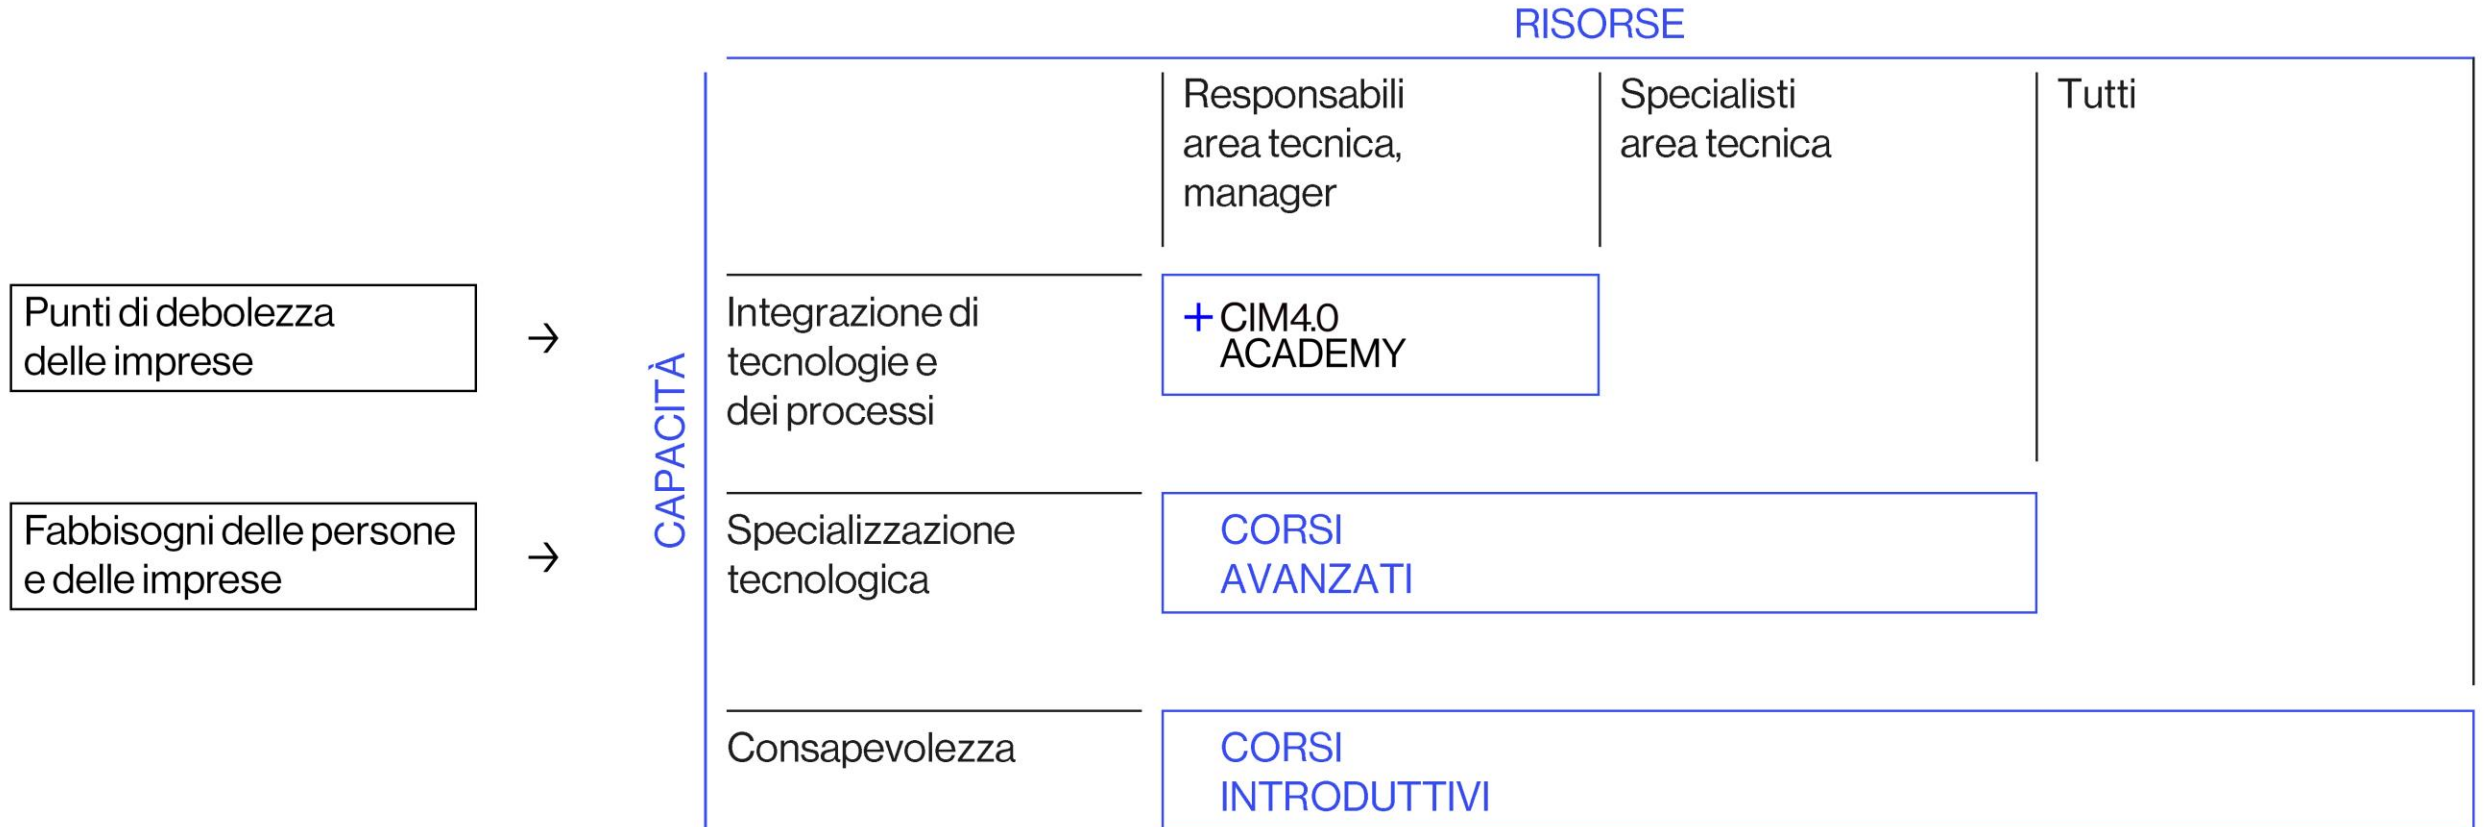 RISORSE
Responsabili
area tecnica,
manager
Specialisti
area tecnica
Tutti
Punti di debolezza
delle imprese
→
CAPACITÀ
Integrazione di
tecnologie e
dei processi
+ CIM4.0
ACADEMY
Fabbisogni delle persone
e delle imprese
→
Specializzazione
tecnologica
CORSI
AVANZATI
Consapevolezza
CORSI
INTRODUTTIVI